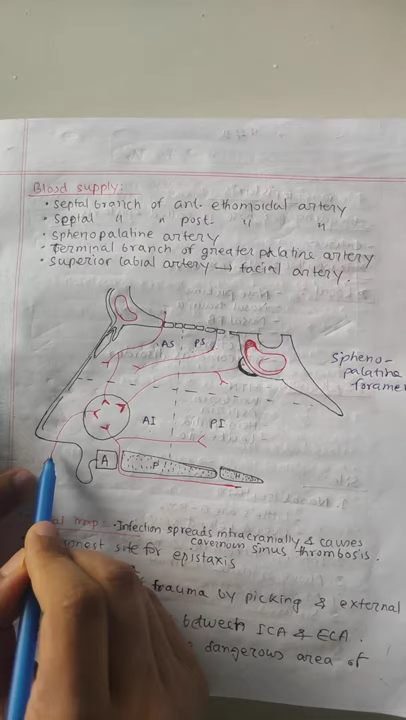 Blood supply:
• septal branch of ant. ethomoidal artery
• septal " " post. " "
• sphenopalatine artery
• terminal branch of greater palatine artery
• superior labial artery → facial artery.
AS PS
spheno-
palatine
foramen
AI PI
A P H
map: • Infection spreads intracranially & causes
cavernous sinus thrombosis.
site for epistaxis
trauma by picking & external
between ICA & ECA.
dangerous area of